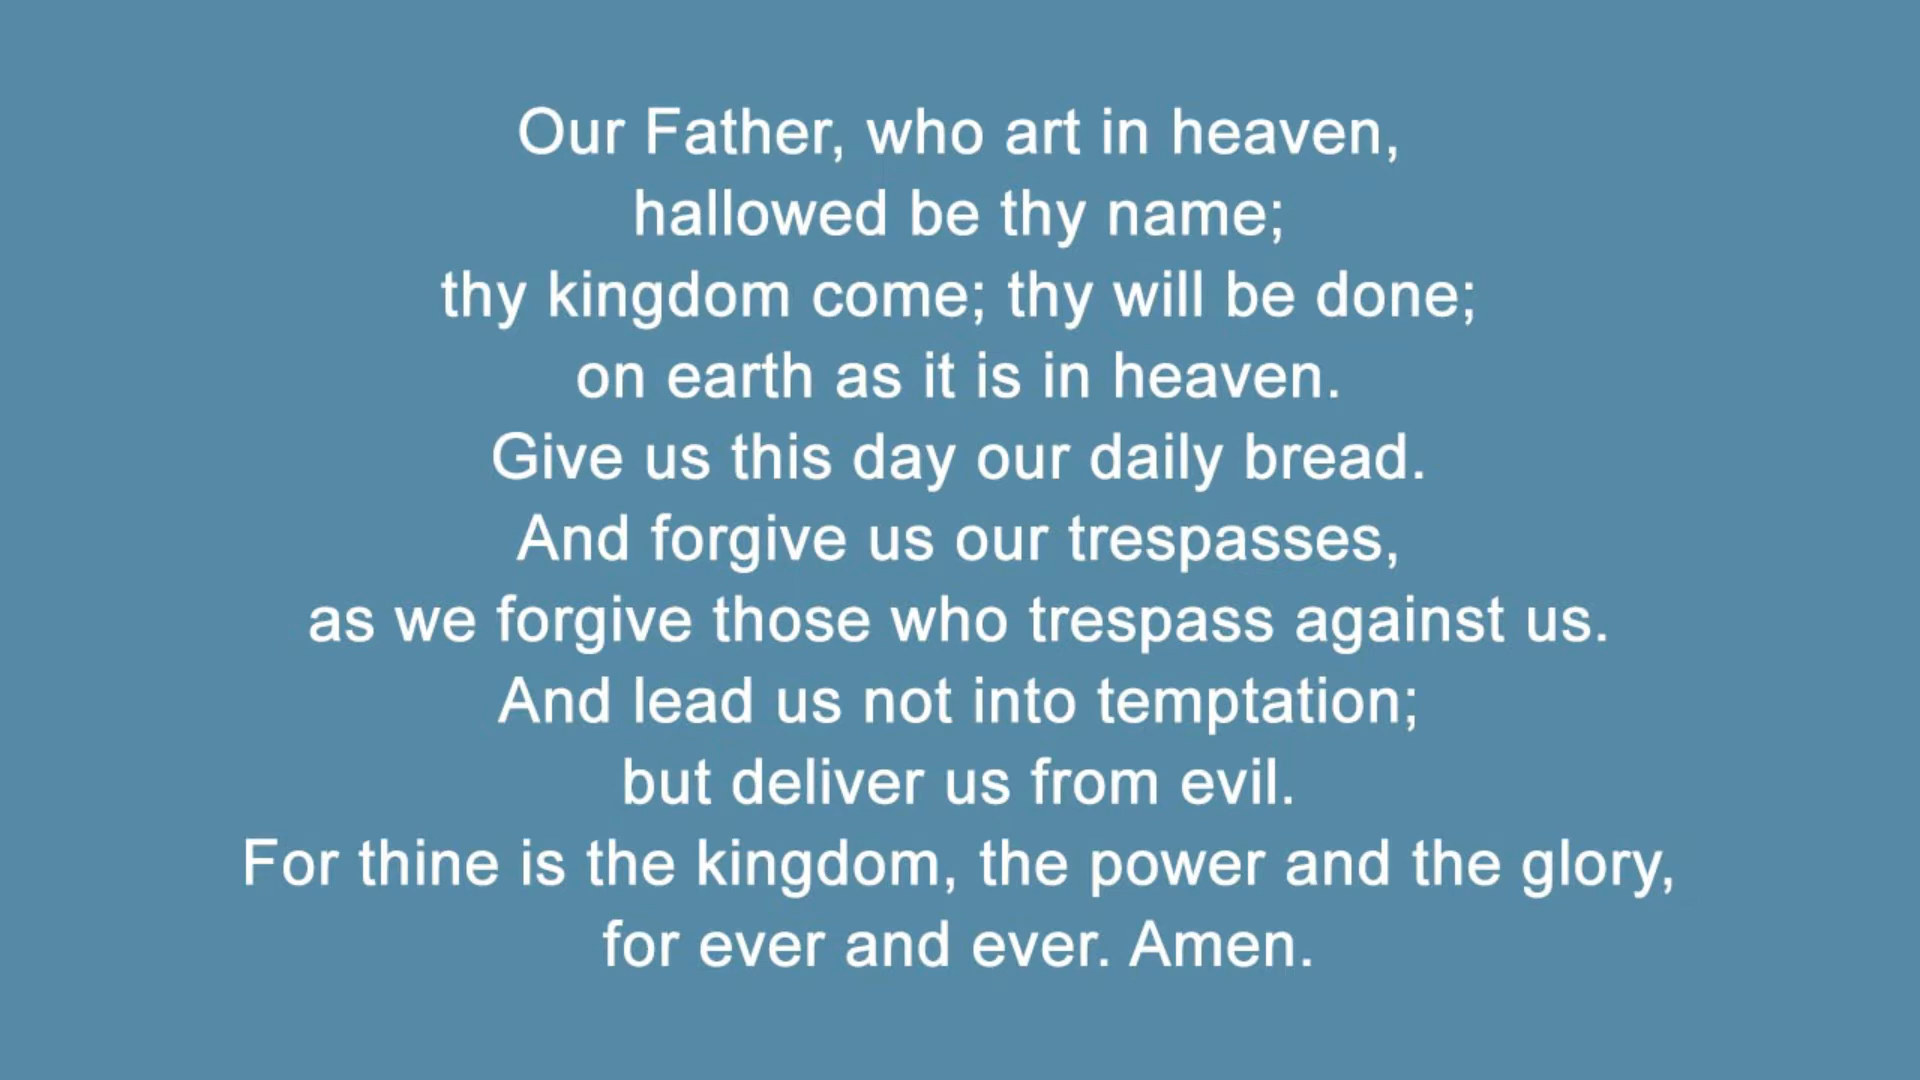 Our Father, who art in heaven,
hallowed be thy name;
thy kingdom come; thy will be done;
on earth as it is in heaven.
Give us this day our daily bread.
And forgive us our trespasses,
as we forgive those who trespass against us.
And lead us not into temptation;
but deliver us from evil.
For thine is the kingdom, the power and the glory,
for ever and ever. Amen.